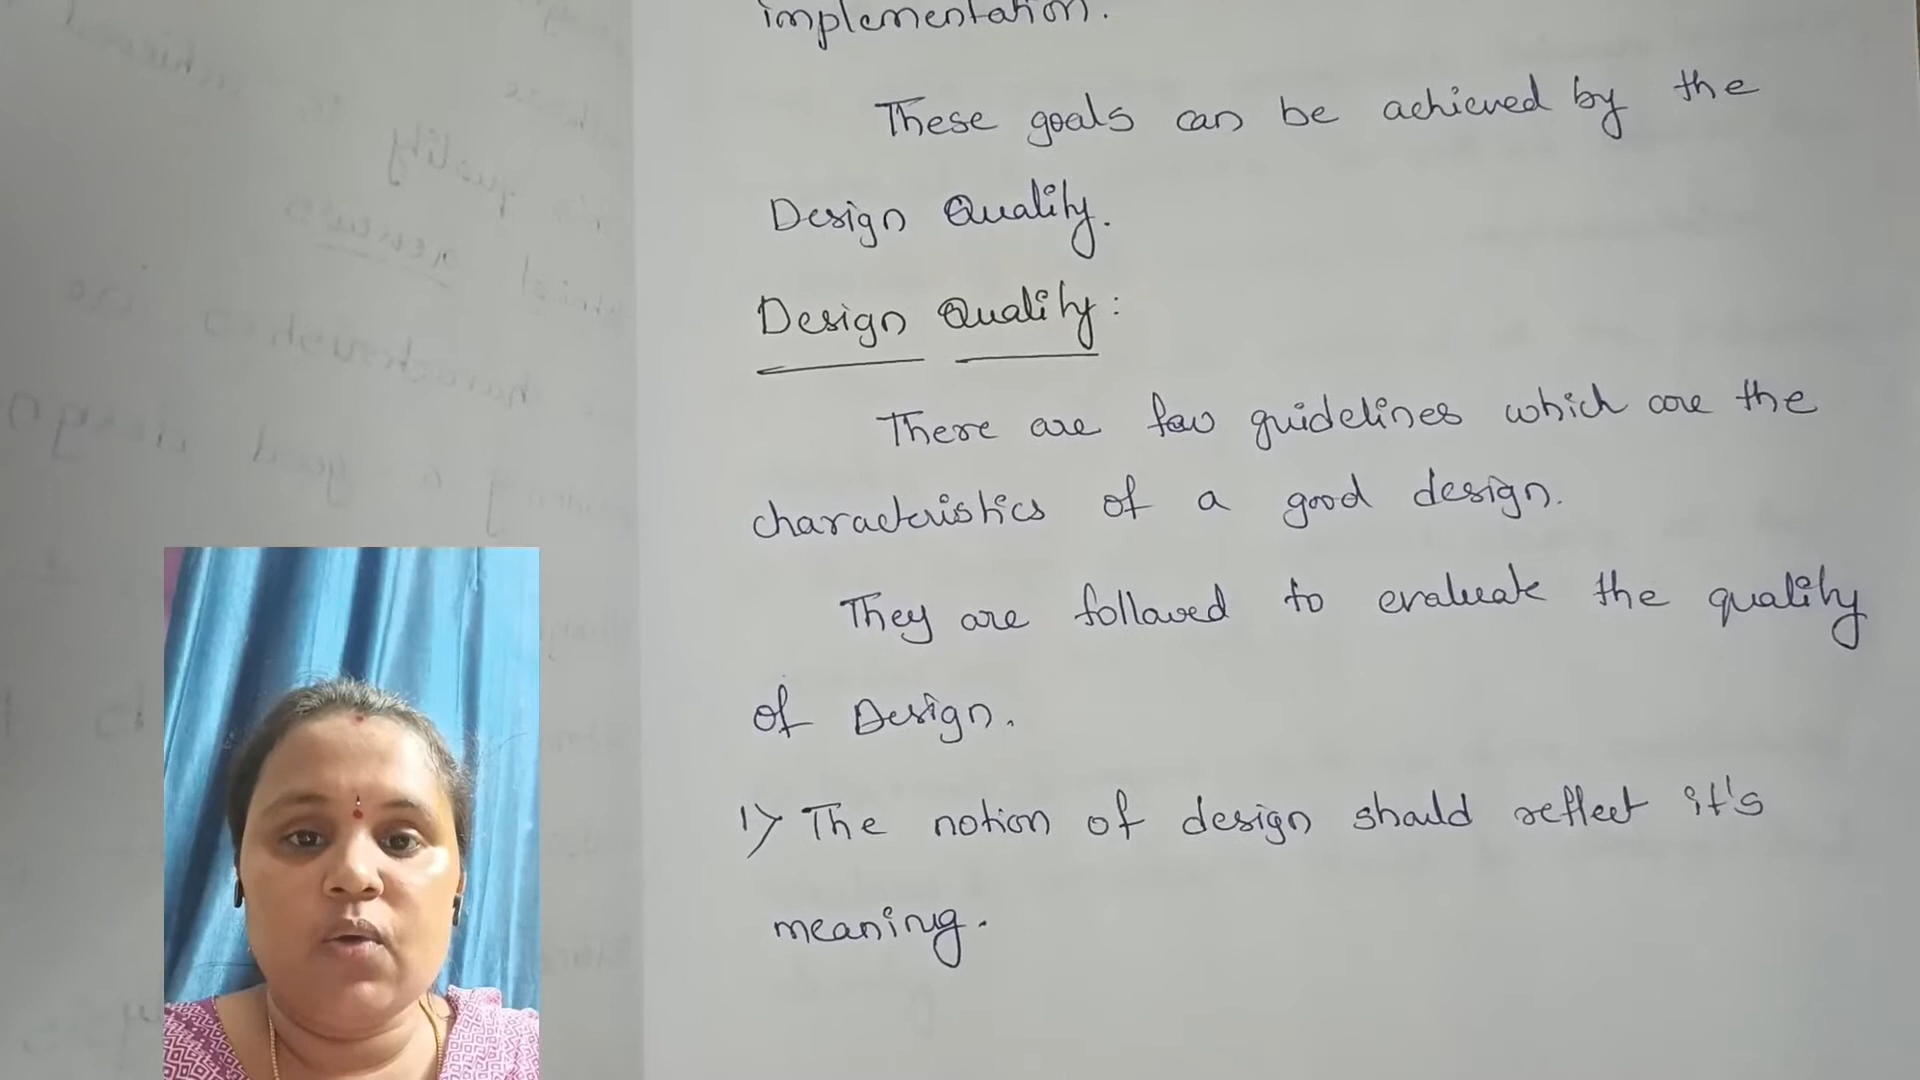 implementation.
These goals can be achieved by the
Design Quality.
Design Quality:
There are few guidelines which are the
characteristics of a good design.
They are followed to evaluate the quality
of Design.
1) The notion of design should reflect it's
meaning.